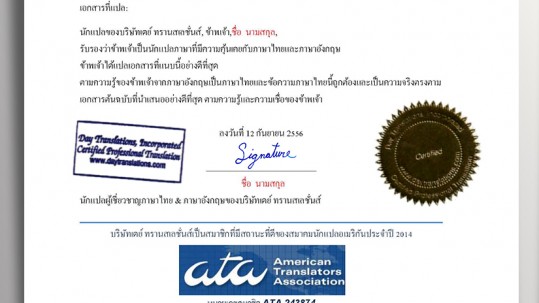 เอกสารที่แปล:
นักแปลของบริษัทเดย์ ทรานสเลชั่นส์, ข้าพเจ้า,ชื่อ นามสกุล,
รับรองว่าข้าพเจ้าเป็นนักแปลภาษาที่มีความคุ้นเคยกับภาษาไทยและภาษาอังกฤษ
ข้าพเจ้าได้แปลเอกสารที่แนบนี้อย่างดีที่สุด
ตามความรู้ของข้าพเจ้าจากภาษาอังกฤษเป็นภาษาไทยและข้อความภาษาไทยนี้ถูกต้องและเป็นความจริงตรงตาม
เอกสารต้นฉบับที่นำเสนออย่างดีที่สุด ตามความรู้และความเชื่อของข้าพเจ้า
ลงวันที่ 12 กันยายน 2556
Day Translations, Incorporated
Certified Professional Translation
www.daytranslations.com
Signature
Certified
ชื่อ นามสกุล
นักแปลผู้เชี่ยวชาญภาษาไทย & ภาษาอังกฤษของบริษัทเดย์ ทรานสเลชั่นส์
บริษัทเดย์ ทรานสเลชั่นส์เป็นสมาชิกที่มีสถานะที่ดีของสมาคมนักแปลอเมริกันประจำปี 2014
ata American
Translators
Association
ATA 243874